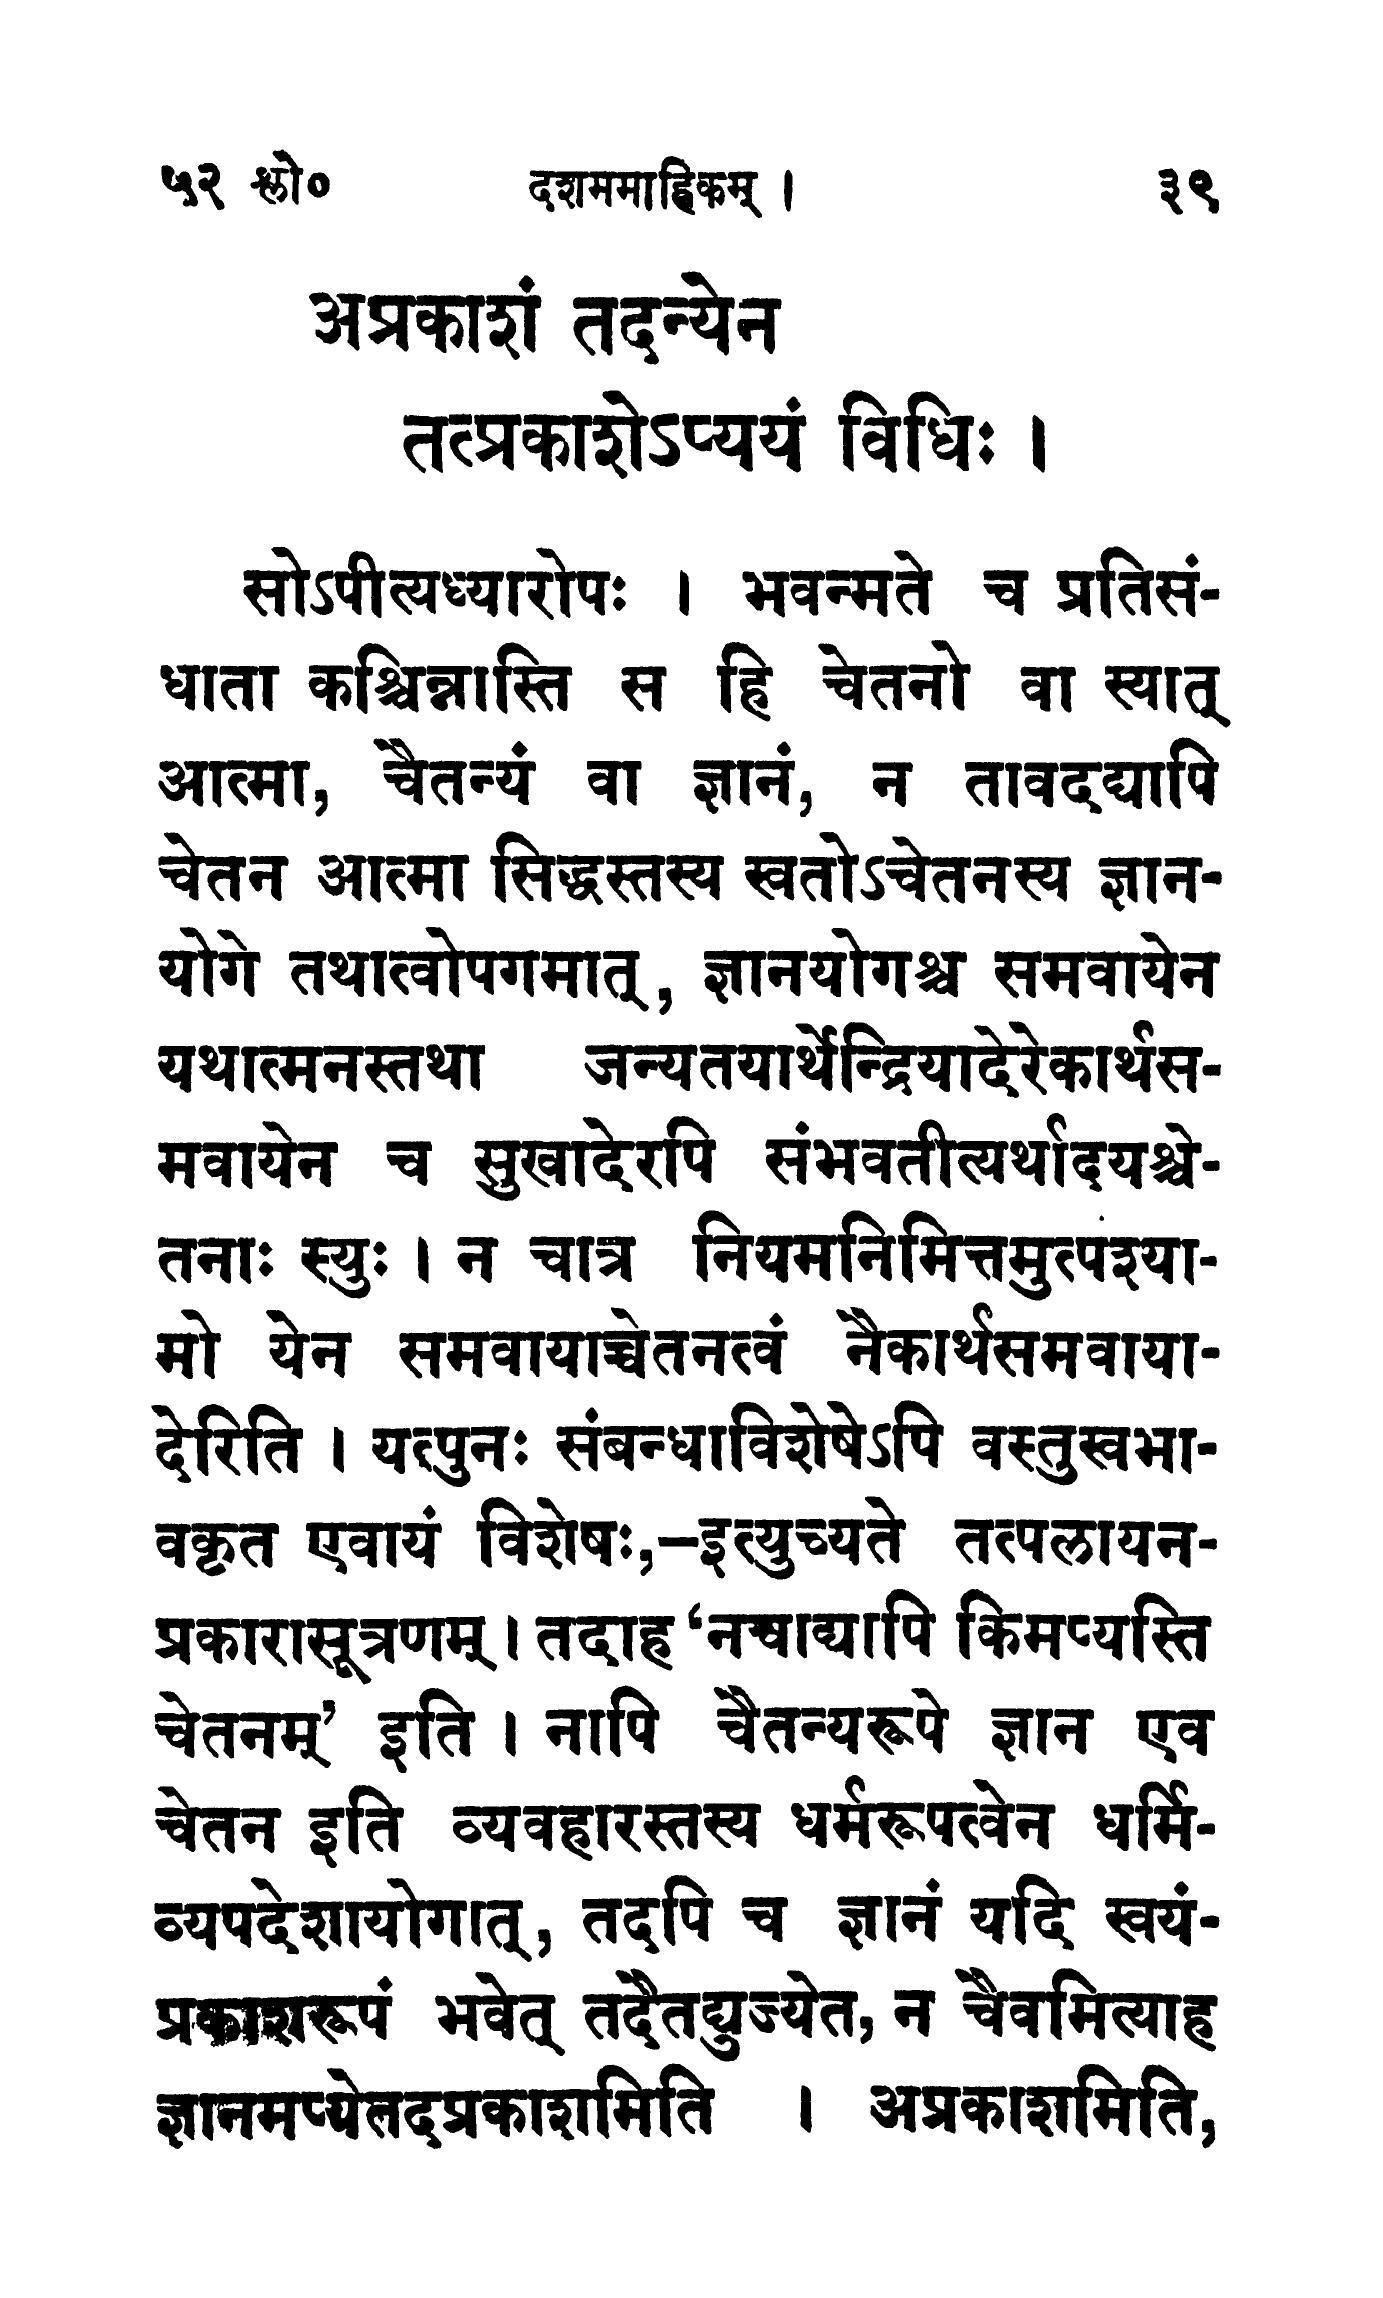 ५२ श्लो० दशममाह्निकम् । ३९
अप्रकाशं तदन्येन
तत्प्रकाशेऽप्ययं विधिः ।
सोऽपीत्यध्यारोपः । भवन्मते च प्रतिसं-
धाता कश्चिन्नास्ति स हि चेतनो वा स्यात्
आत्मा, चैतन्यं वा ज्ञानं, न तावदद्यापि
चेतन आत्मा सिद्धस्तस्य स्वतोऽचेतनस्य ज्ञान-
योगे तथात्वोपगमात्, ज्ञानयोगश्च समवायेन
यथात्मनस्तथा जन्यतयार्थेन्द्रियादेरेकार्थस-
मवायेन च सुखादेरपि संभवतीत्यर्थादयश्चे-
तनाः स्युः । न चात्र नियमनिमित्तमुत्पश्या-
मो येन समवायाच्चेतनत्वं नैकार्थसमवाया-
देरिति । यत्पुनः संबन्धाविशेषेऽपि वस्तुस्वभा-
वकृत एवायं विशेषः,—इत्युच्यते तत्पलायन-
प्रकारासूत्रणम् । तदाह ‘नन्वाद्यापि किमप्यस्ति
चेतनम्’ इति । नापि चैतन्यरूपे ज्ञान एव
चेतन इति व्यवहारस्तस्य धर्मरूपत्वेन धर्मि-
व्यपदेशायोगात्, तदपि च ज्ञानं यदि स्वयं-
प्रकाशरूपं भवेत् तदैतद्युज्येत, न चैवमित्याह
ज्ञानमप्येतदप्रकाशमिति । अप्रकाशमिति,